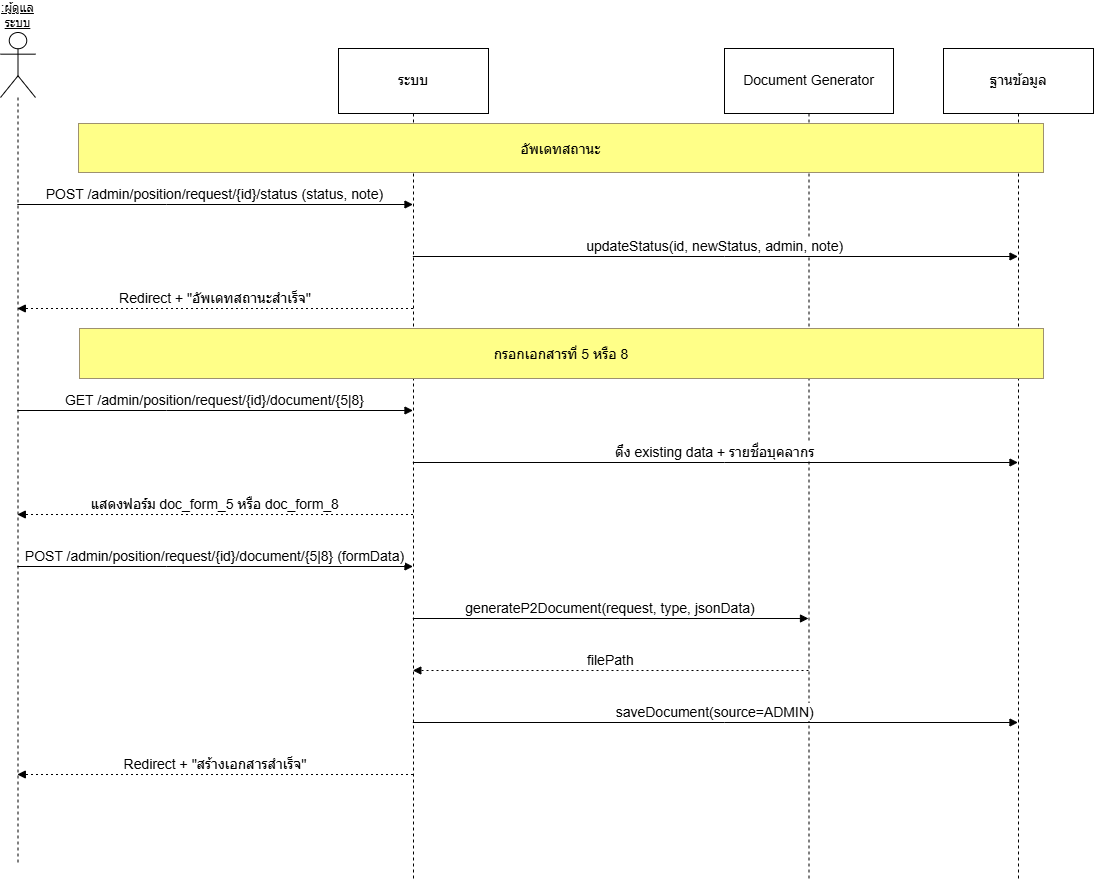 :ผู้ดูแล
ระบบ
ระบบ
Document Generator
ฐานข้อมูล
อัพเดทสถานะ
POST /admin/position/request/{id}/status (status, note)
updateStatus(id, newStatus, admin, note)
Redirect + "อัพเดทสถานะสำเร็จ"
กรอกเอกสารที่ 5 หรือ 8
GET /admin/position/request/{id}/document/{5|8}
ดึง existing data + รายชื่อบุคลากร
แสดงฟอร์ม doc_form_5 หรือ doc_form_8
POST /admin/position/request/{id}/document/{5|8} (formData)
generateP2Document(request, type, jsonData)
filePath
saveDocument(source=ADMIN)
Redirect + "สร้างเอกสารสำเร็จ"